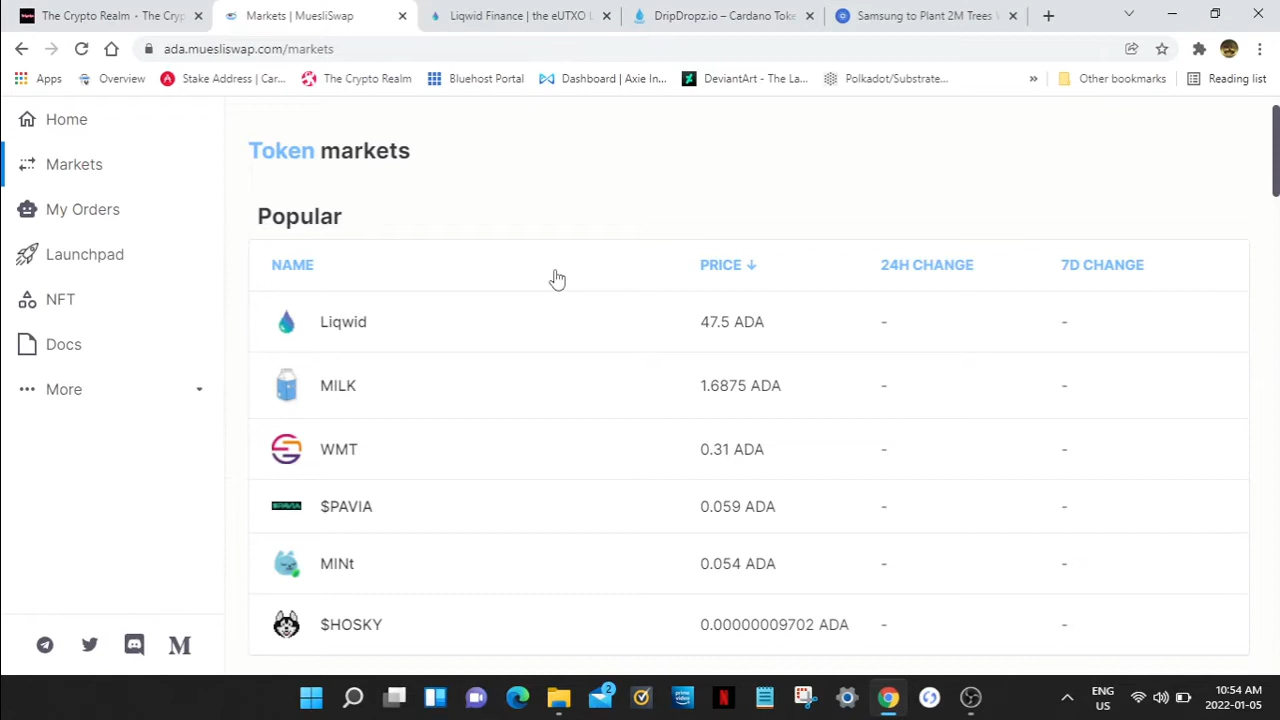 The Crypto Realm • The Cryp
Markets | MuesliSwap
Liqwid Finance | the eUTXO L
DripDropz.io – Cardano Toke
Samsung to Plant 2M Trees
ada.muesliswap.com/markets
Apps
Overview
Stake Address | Car...
The Crypto Realm
Bluehost Portal
Dashboard | Axie In...
DeviantArt - The La...
Polkadot/Substrate...
»
Other bookmarks
Reading list
Home
Markets
My Orders
Launchpad
NFT
Docs
More
Token markets
Popular
NAME PRICE ↓ 24H CHANGE 7D CHANGE
Liqwid 47.5 ADA - -
MILK 1.6875 ADA - -
WMT 0.31 ADA - -
$PAVIA 0.059 ADA - -
MINt 0.054 ADA - -
$HOSKY 0.00000009702 ADA - -
2
prime video
N
ENG
US
10:54 AM
2022-01-05